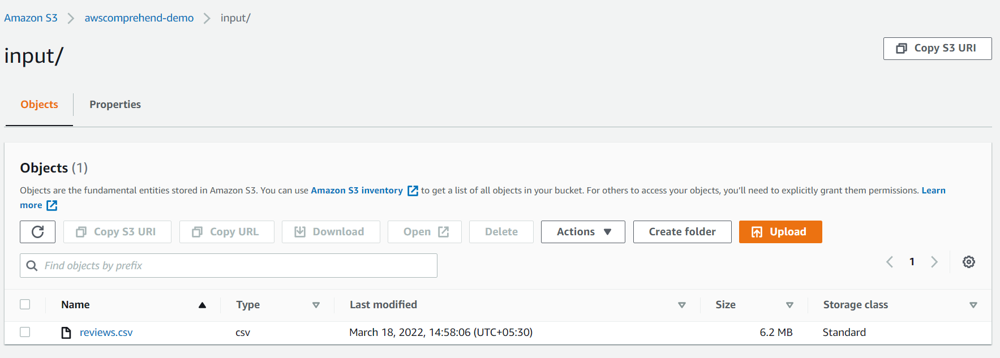 Amazon S3 awscomprehend-demo input/
input/
Copy S3 URI
Objects Properties
Objects (1)
Objects are the fundamental entities stored in Amazon S3. You can use Amazon S3 inventory to get a list of all objects in your bucket. For others to access your objects, you’ll need to explicitly grant them permissions. Learn
more
Copy S3 URI Copy URL Download Open Delete Actions Create folder Upload
Find objects by prefix 1
Name Type Last modified Size Storage class
reviews.csv csv March 18, 2022, 14:58:06 (UTC+05:30) 6.2 MB Standard